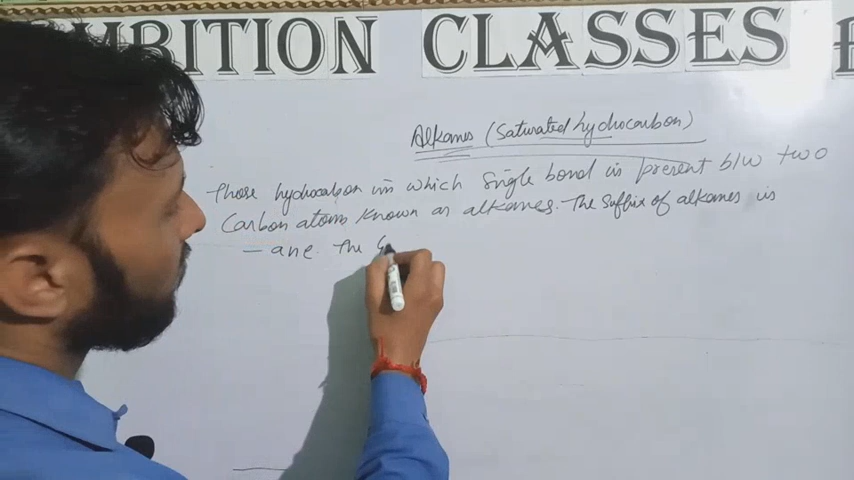 BITION CLASSES
Alkanes (Saturated hydrocarbon)
Those hydrocarbon in which Single bond is present b/w two
Carbon atom known as alkanes. The Suffix of alkanes is
– ane. The